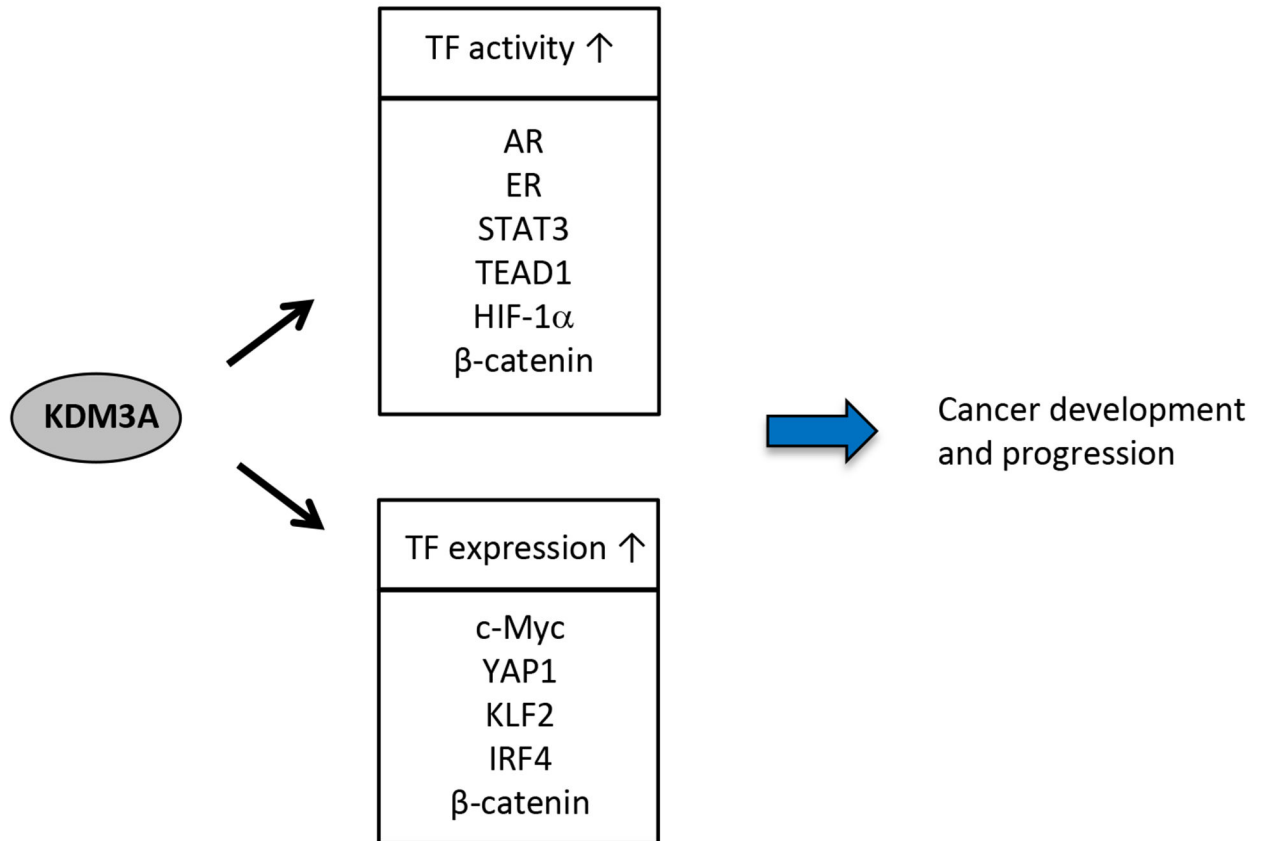 KDM3A
TF activity ↑
AR
ER
STAT3
TEAD1
HIF-1α
β-catenin
TF expression ↑
c-Myc
YAP1
KLF2
IRF4
β-catenin
Cancer development
and progression